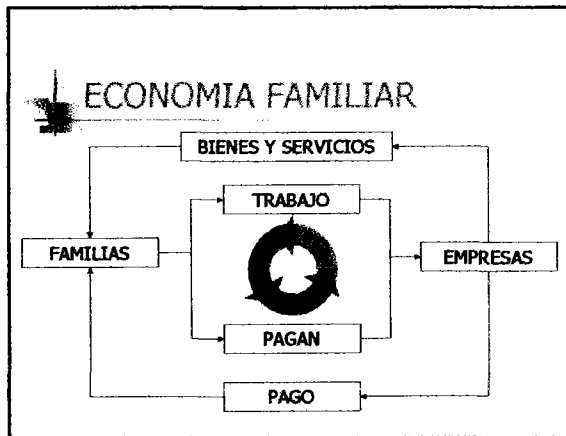 ECONOMIA FAMILIAR
BIENES Y SERVICIOS
TRABAJO
FAMILIAS
EMPRESAS
PAGAN
PAGO